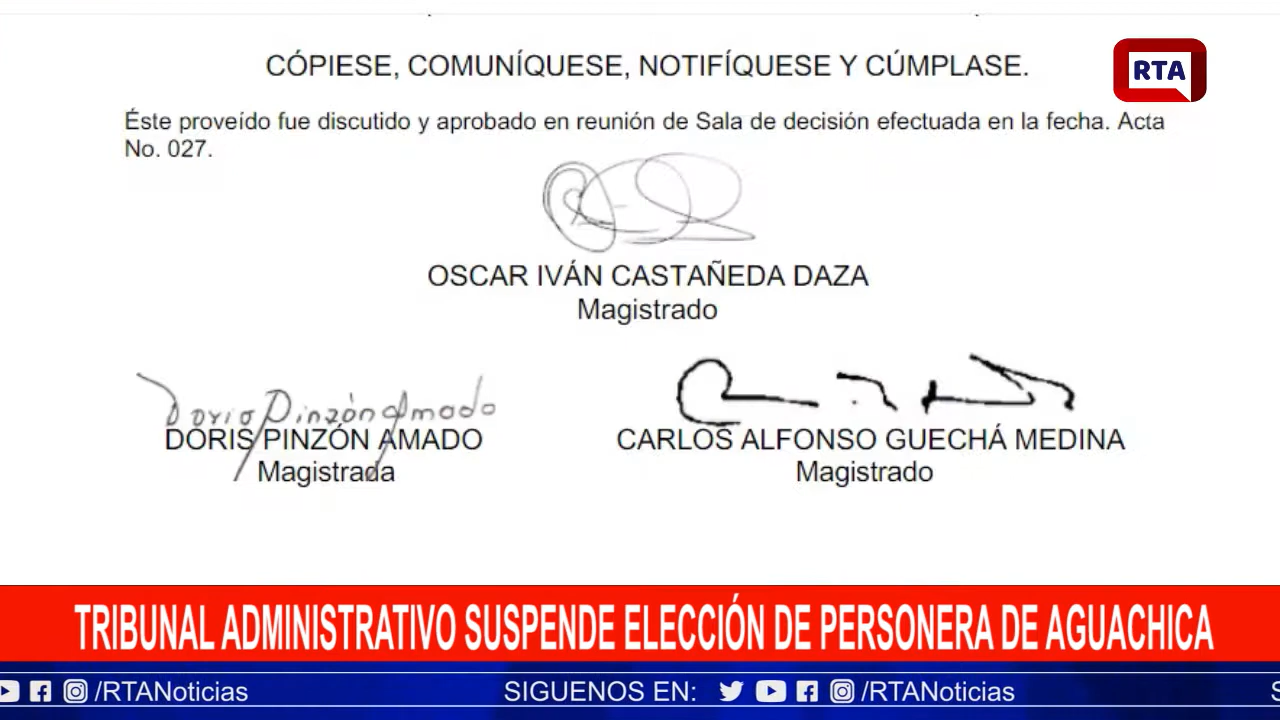 CÓPIESE, COMUNÍQUESE, NOTIFÍQUESE Y CÚMPLASE.
RTA
Éste proveído fue discutido y aprobado en reunión de Sala de decisión efectuada en la fecha. Acta
No. 027.
OSCAR IVÁN CASTAÑEDA DAZA
Magistrado
Doris Pinzón Amado
DORIS PINZÓN AMADO
Magistrada
CARLOS ALFONSO GUECHÁ MEDINA
Magistrado
TRIBUNAL ADMINISTRATIVO SUSPENDE ELECCIÓN DE PERSONERA DE AGUACHICA
/RTANoticias SIGUENOS EN: /RTANoticias S